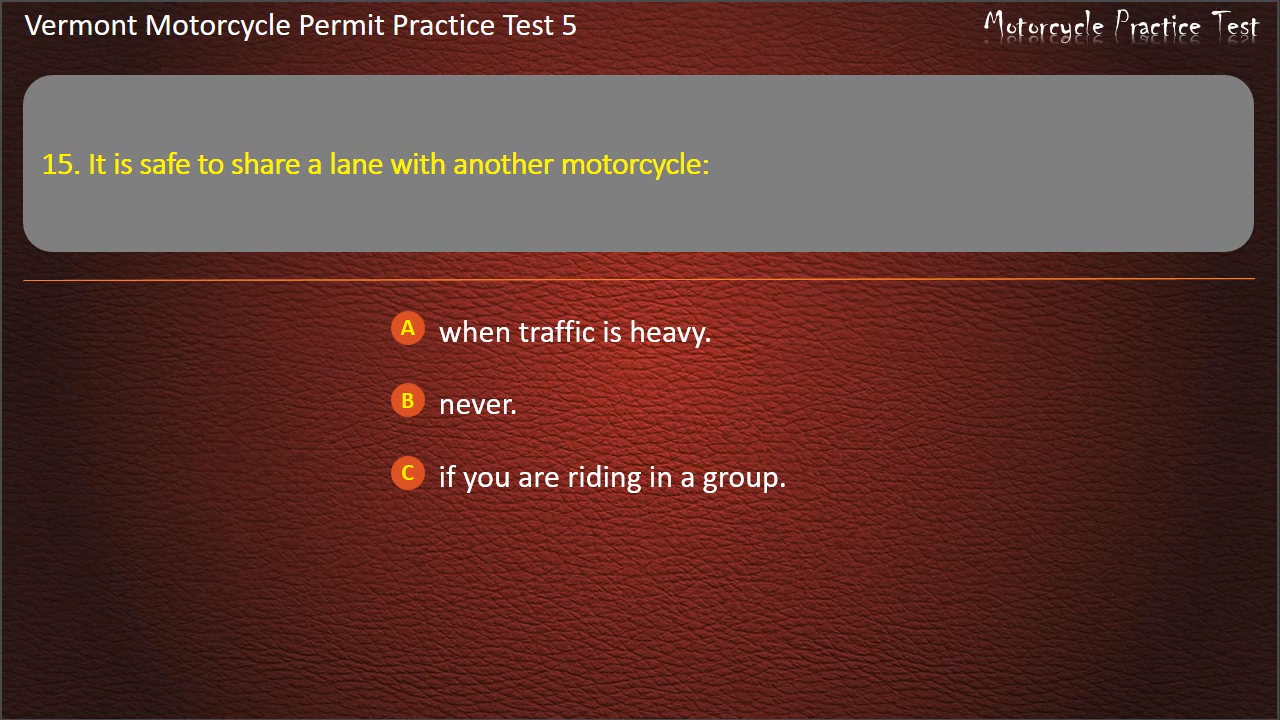 Vermont Motorcycle Permit Practice Test 5
Motorcycle Practice Test
15. It is safe to share a lane with another motorcycle:
A when traffic is heavy.
B never.
C if you are riding in a group.